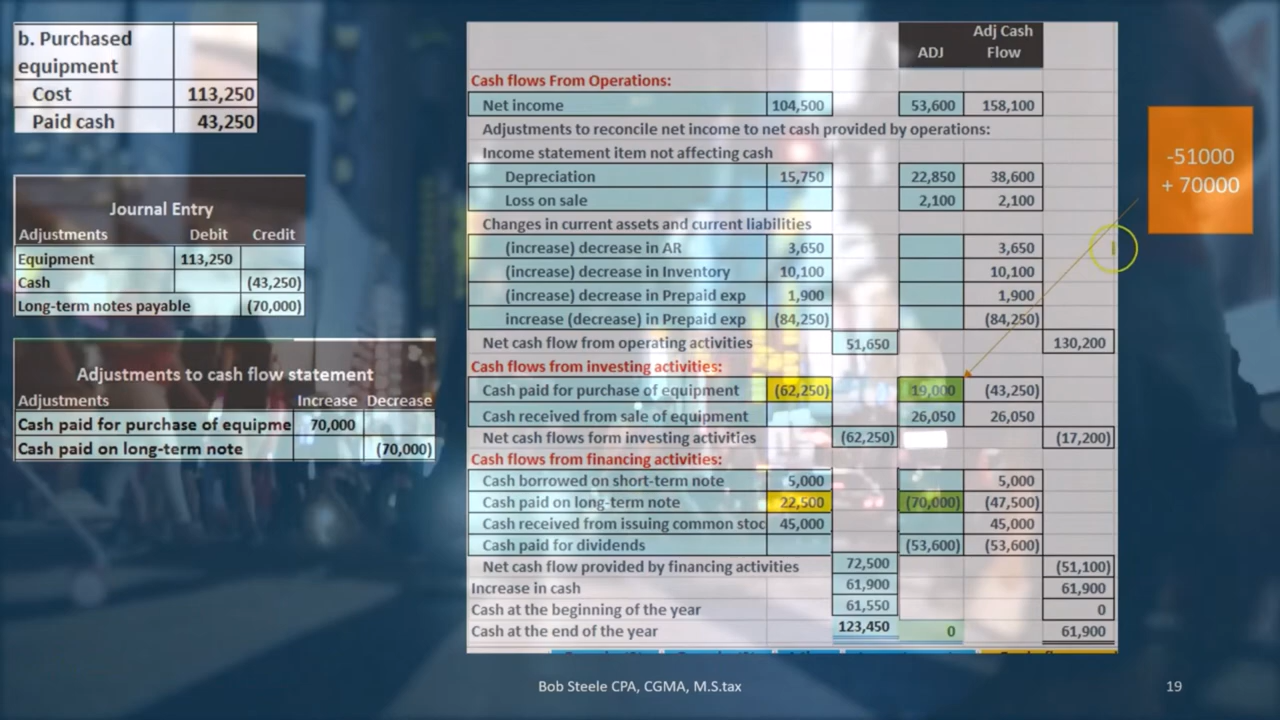 b. Purchased
equipment
Cost 113,250
Paid cash 43,250
Journal Entry
Adjustments Debit Credit
Equipment 113,250
Cash (43,250)
Long-term notes payable (70,000)
Adjustments to cash flow statement
Adjustments Increase Decrease
Cash paid for purchase of equipme 70,000
Cash paid on long-term note (70,000)
ADJ Adj Cash
Flow
Cash flows From Operations:
Net income 104,500 53,600 158,100
Adjustments to reconcile net income to net cash provided by operations:
Income statement item not affecting cash
Depreciation 15,750 22,850 38,600
Loss on sale 2,100 2,100
Changes in current assets and current liabilities
(increase) decrease in AR 3,650 3,650
(increase) decrease in Inventory 10,100 10,100
(increase) decrease in Prepaid exp 1,900 1,900
increase (decrease) in Prepaid exp (84,250) (84,250)
Net cash flow from operating activities 51,650 130,200
Cash flows from investing activities:
Cash paid for purchase of equipment (62,250) 19,000 (43,250)
Cash received from sale of equipment 26,050 26,050
Net cash flows form investing activities (62,250) (17,200)
Cash flows from financing activities:
Cash borrowed on short-term note 5,000 5,000
Cash paid on long-term note 22,500 (70,000) (47,500)
Cash received from issuing common stoc 45,000 45,000
Cash paid for dividends (53,600) (53,600)
Net cash flow provided by financing activities 72,500 (51,100)
Increase in cash 61,900 61,900
Cash at the beginning of the year 61,550 0
Cash at the end of the year 123,450 0 61,900
-51000
+ 70000
Bob Steele CPA, CGMA, M.S.tax
19